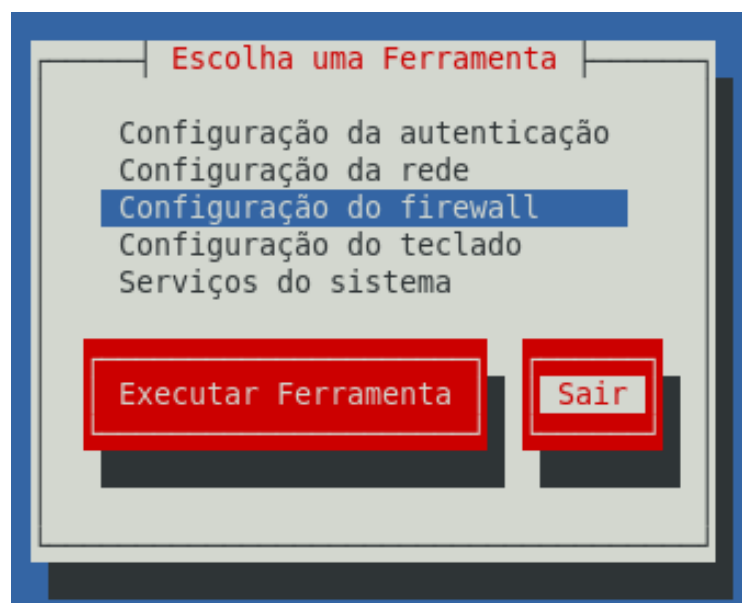 Escolha uma Ferramenta
Configuração da autenticação
Configuração da rede
Configuração do firewall
Configuração do teclado
Serviços do sistema
Executar Ferramenta Sair